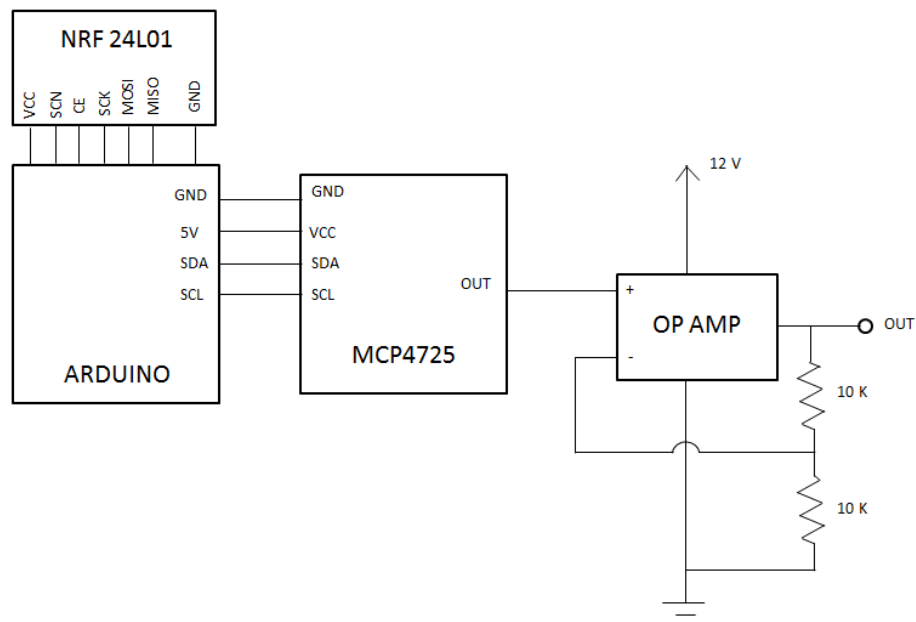 NRF 24L01
VCC
SCN
CE
SCK
MOSI
MISO
GND
GND
5V
SDA
SCL
ARDUINO
GND
VCC
SDA
SCL
OUT
MCP4725
12 V
+
-
OP AMP
OUT
10 K
10 K